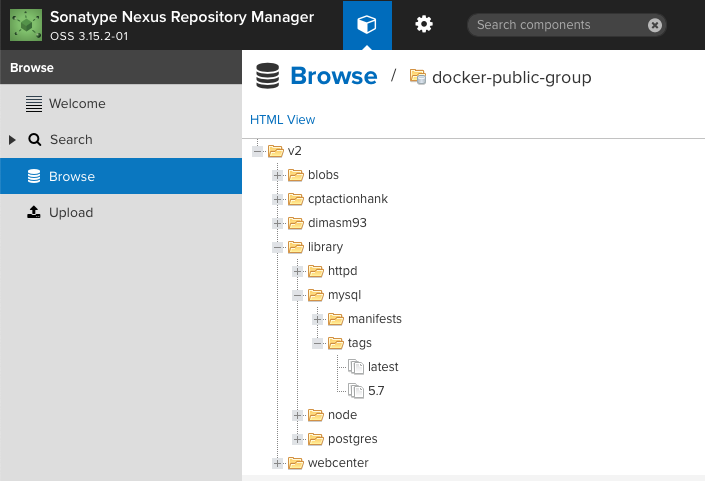 Sonatype Nexus Repository Manager
OSS 3.15.2-01
Search components
Browse
Welcome
Search
Browse
Upload
Browse / docker-public-group
HTML View
v2
blobs
cptactionhank
dimasm93
library
httpd
mysql
manifests
tags
latest
5.7
node
postgres
webcenter